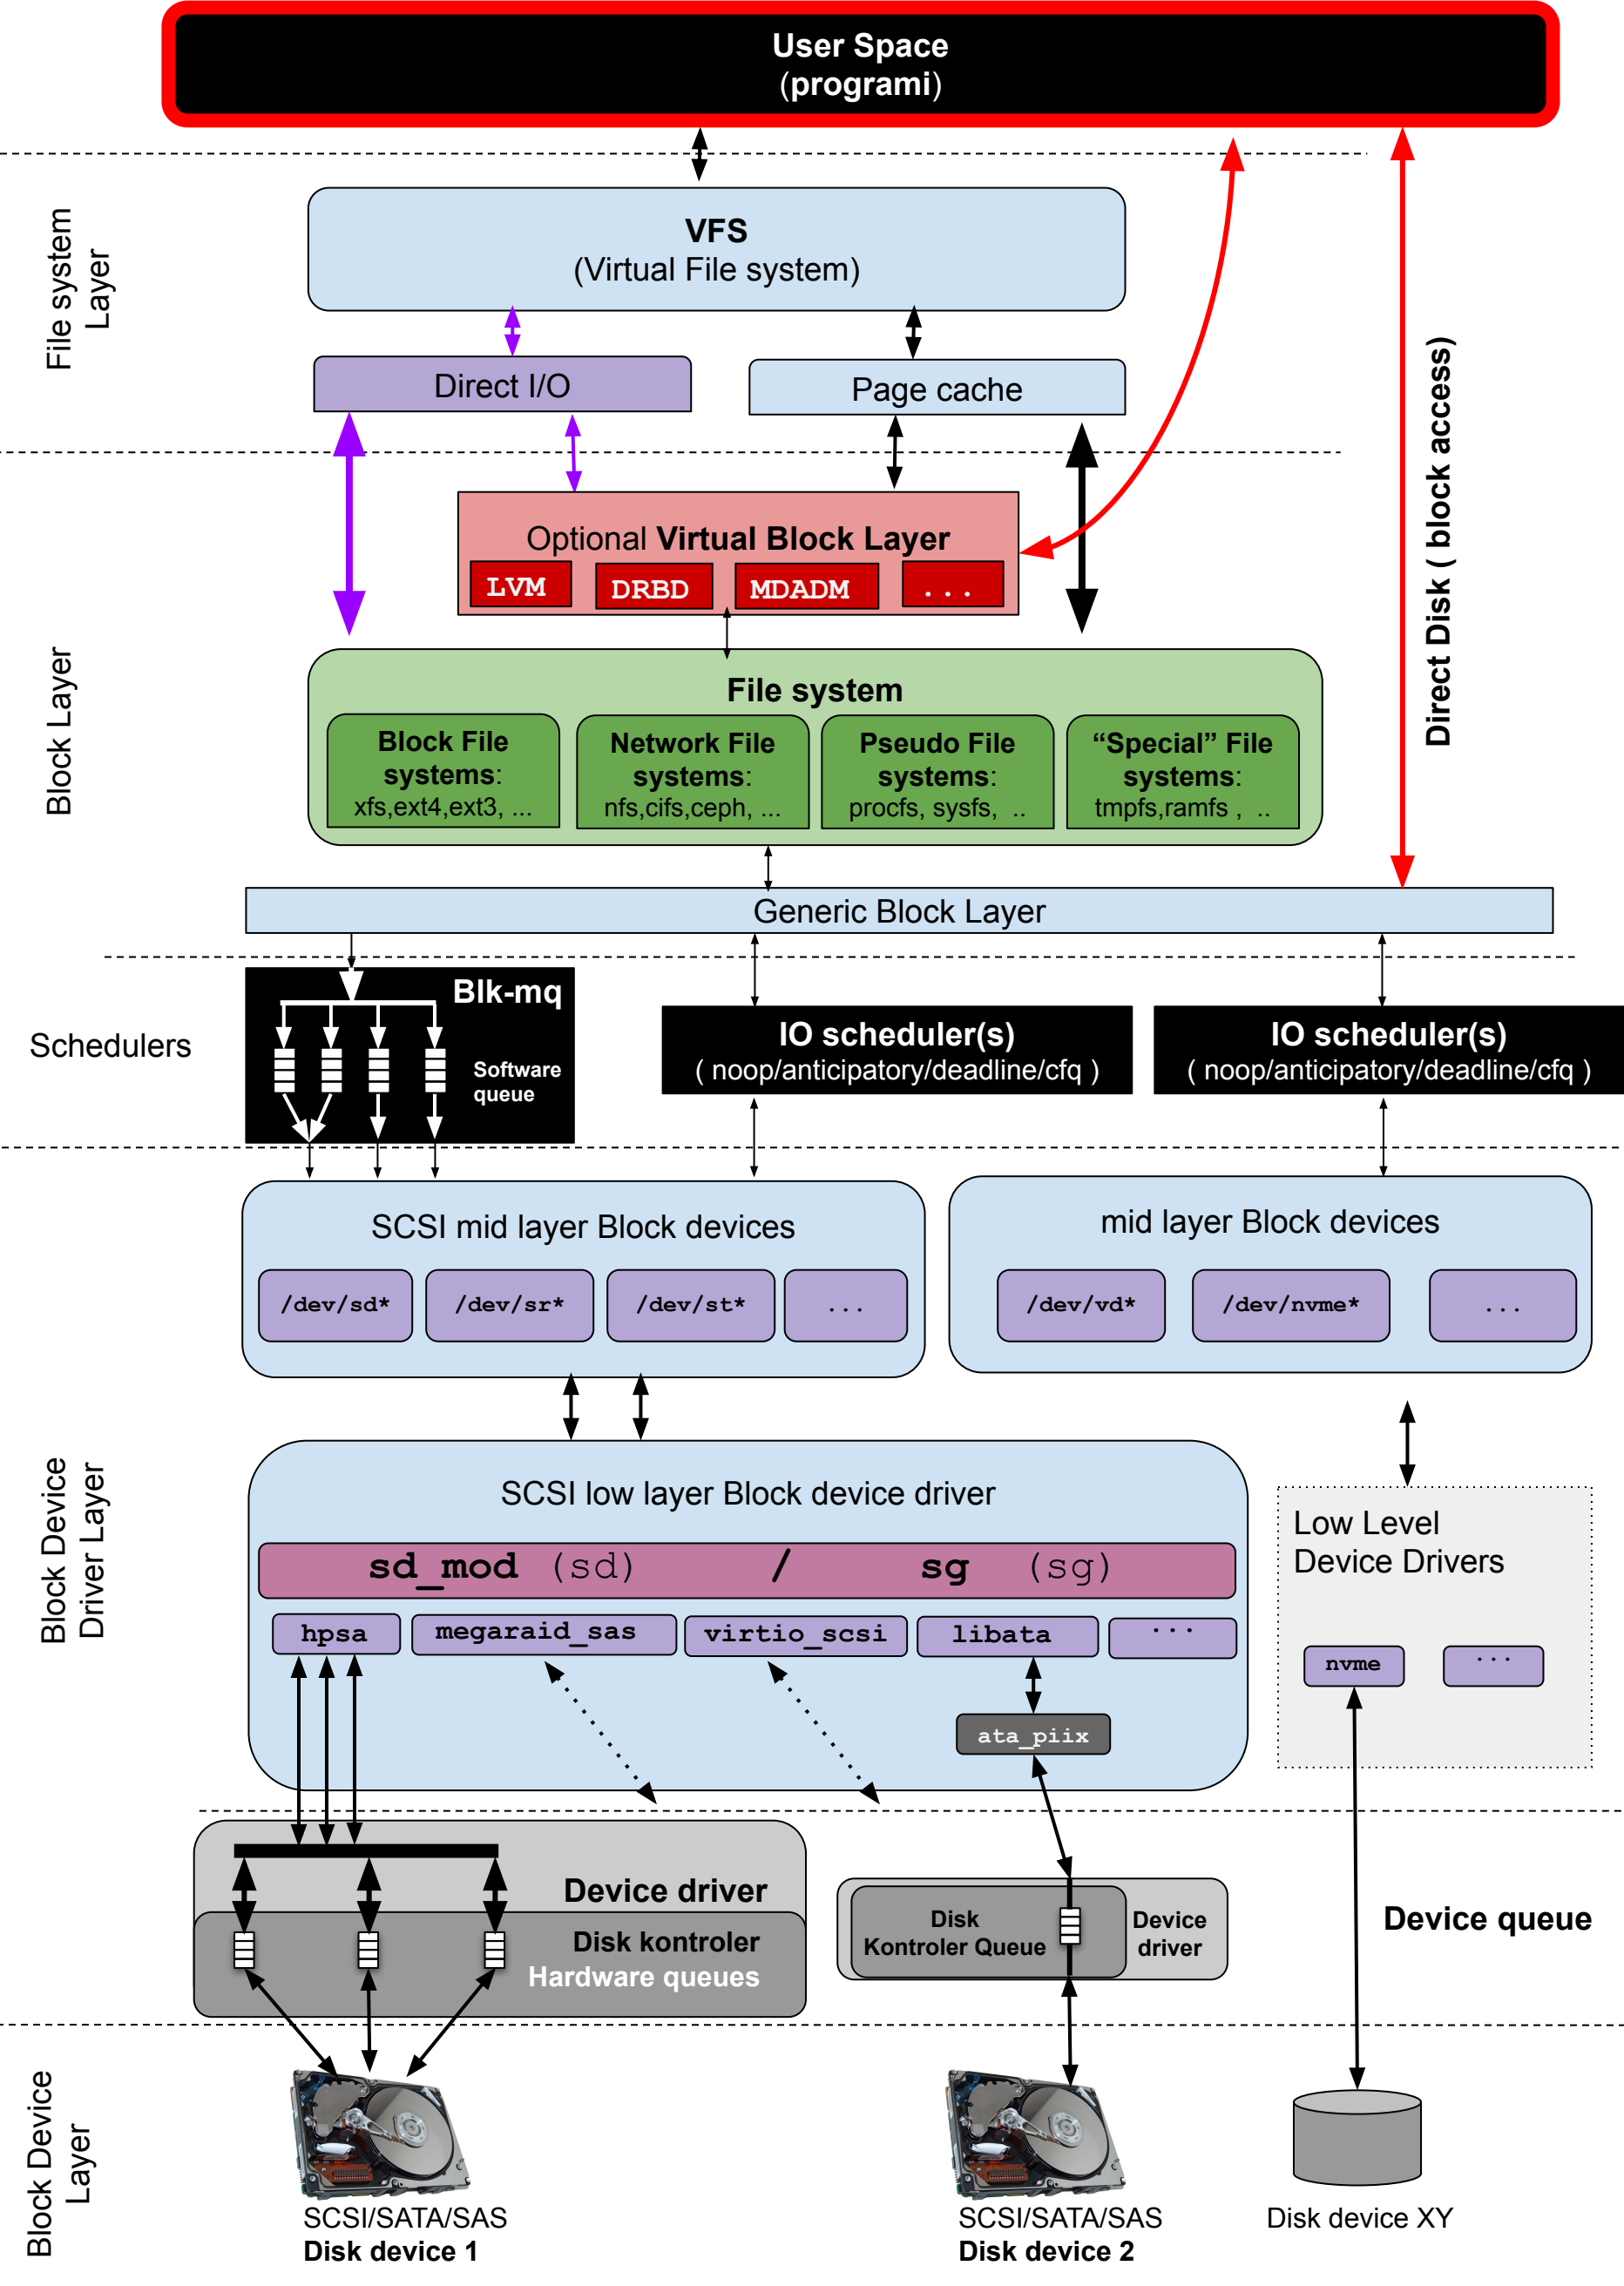 User Space
(programi)
File system
Layer
VFS
(Virtual File system)
Direct I/O
Page cache
Direct Disk ( block access)
Block Layer
Optional Virtual Block Layer
LVM
DRBD
MDADM
...
File system
Block File
systems:
xfs,ext4,ext3, ...
Network File
systems:
nfs,cifs,ceph, ...
Pseudo File
systems:
procfs, sysfs, ..
“Special” File
systems:
tmpfs,ramfs , ..
Generic Block Layer
Schedulers
Blk-mq
Software
queue
IO scheduler(s)
( noop/anticipatory/deadline/cfq )
IO scheduler(s)
( noop/anticipatory/deadline/cfq )
Block Device
Driver Layer
SCSI mid layer Block devices
/dev/sd*
/dev/sr*
/dev/st*
...
mid layer Block devices
/dev/vd*
/dev/nvme*
...
SCSI low layer Block device driver
sd_mod (sd) / sg (sg)
hpsa
megaraid_sas
virtio_scsi
libata
...
ata_piix
Low Level
Device Drivers
nvme
...
Device driver
Disk kontroler
Hardware queues
Disk
Kontroler Queue
Device
driver
Device queue
Block Device
Layer
SCSI/SATA/SAS
Disk device 1
SCSI/SATA/SAS
Disk device 2
Disk device XY